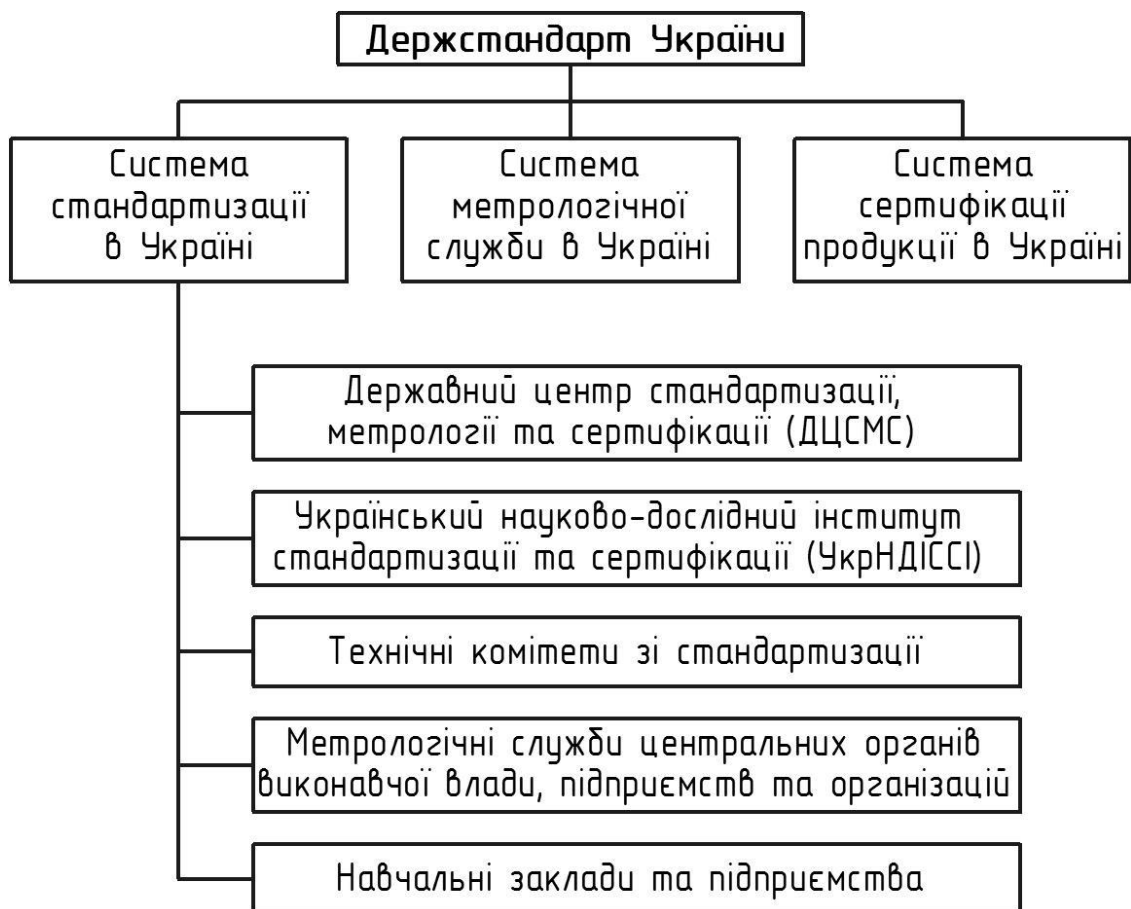 Держстандарт України
Система
стандартизації
в Україні
Система
метрологічної
служби в Україні
Система
сертифікації
продукції в Україні
Державний центр стандартизації,
метрології та сертифікації (ДЦСМС)
Український науково-дослідний інститут
стандартизації та сертифікації (УкрНДІССІ)
Технічні комітети зі стандартизації
Метрологічні служби центральних органів
виконавчої влади, підприємств та організацій
Навчальні заклади та підприємства